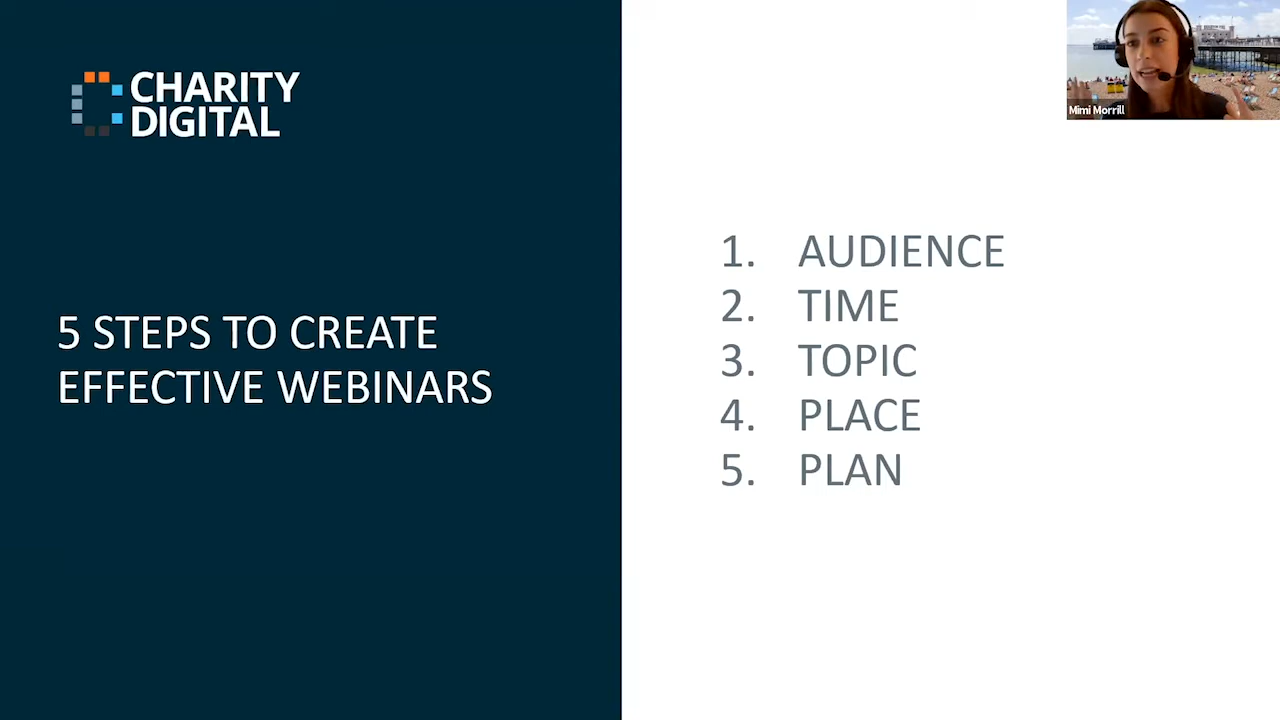 CHARITY
DIGITAL
5 STEPS TO CREATE
EFFECTIVE WEBINARS
Mimi Morrill
1. AUDIENCE
2. TIME
3. TOPIC
4. PLACE
5. PLAN